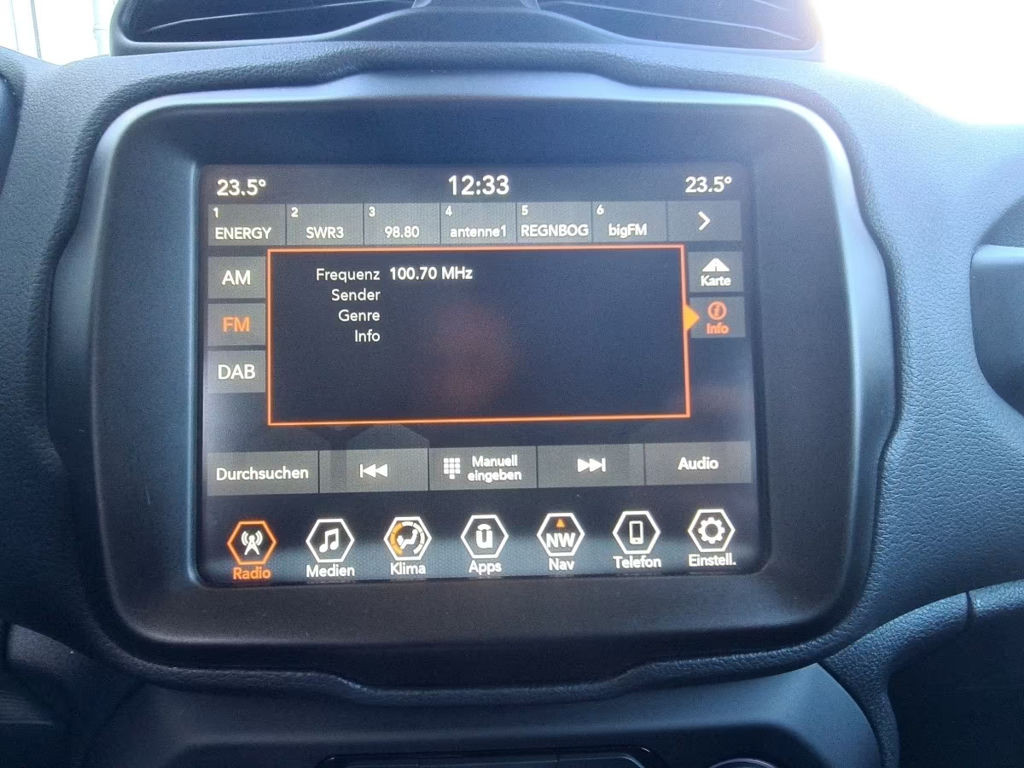 23.5° 12:33 23.5°
1 ENERGY 2 SWR3 3 98.80 4 antenne1 5 REGNBOG 6 bigFM
AM
FM
DAB
Frequenz 100.70 MHz
Sender
Genre
Info
Karte
Info
Durchsuchen Manuell eingeben Audio
Radio Medien Klima Apps NW Nav Telefon Einstell.